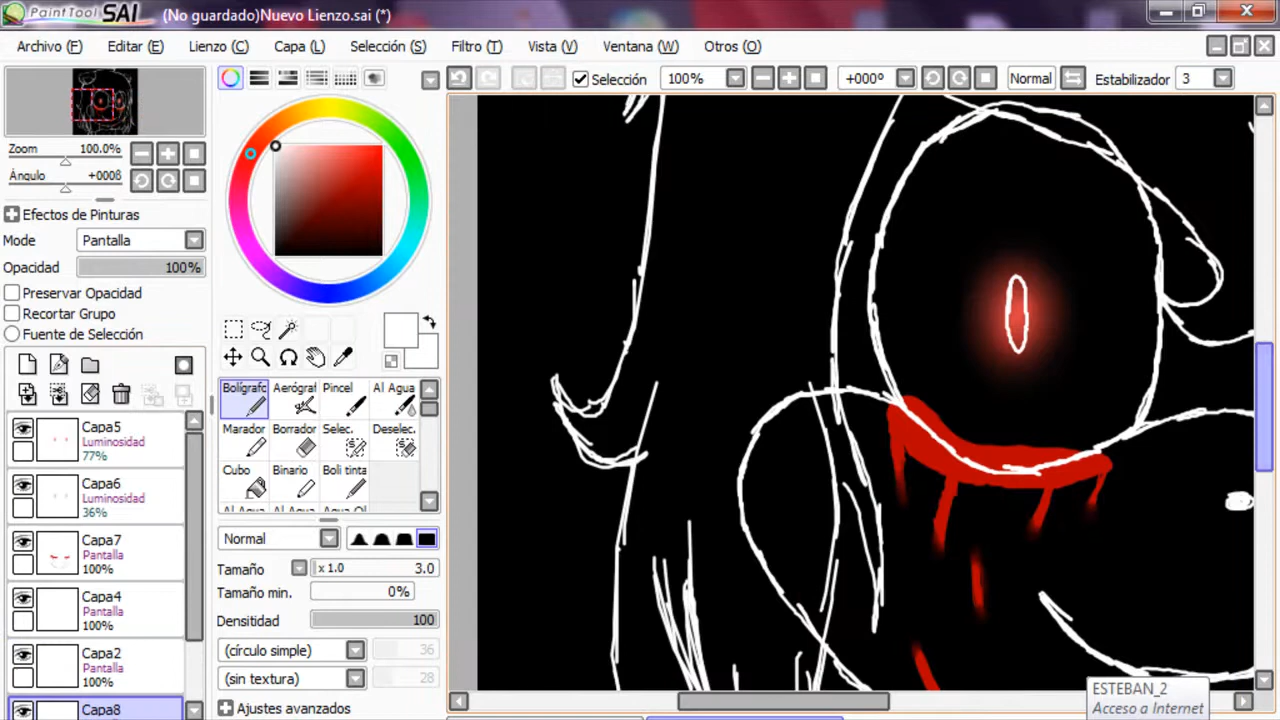 PaintTool SAI (No guardado)Nuevo Lienzo.sai (*)
Archivo (F) Editar (E) Lienzo (C) Capa (L) Selección (S) Filtro (T) Vista (V) Ventana (W) Otros (O)
Selección 100% +000º Normal Estabilizador 3
Zoom 100.0%
Ángulo +000ß
Efectos de Pinturas
Mode Pantalla
Opacidad 100%
Preservar Opacidad
Recortar Grupo
Fuente de Selección
Capa5
Luminosidad
77%
Capa6
Luminosidad
36%
Capa7
Pantalla
100%
Capa4
Pantalla
100%
Capa2
Pantalla
100%
Capa8
Bolígrafo Aerógraf Pincel Al Agua
Marador Borrador Selec. Deselec.
Cubo Binario Boli tinta
Normal
Tamaño x 1.0 3.0
Tamaño min. 0%
Densitidad 100
(círculo simple) 36
(sin textura) 28
Ajustes avanzados
ESTEBAN_2
Acceso a Internet